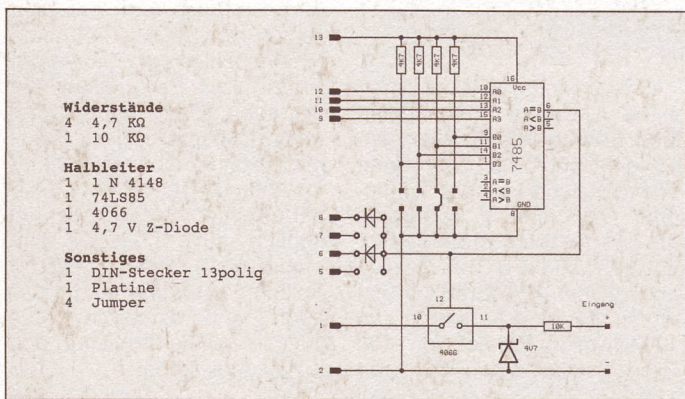 Widerstände
4 4,7 KΩ
1 10 KΩ
Halbleiter
1 1 N 4148
1 74LS85
1 4066
1 4,7 V Z-Diode
Sonstiges
1 DIN-Stecker 13polig
1 Platine
4 Jumper
13
4K7 4K7 4K7 4K7
16
Vcc
12 10 A0
11 12 A1
10 13 A2
9 15 A3
A=B 6
A<B 7
A>B 5
9 B0
11 B1
14 B2
1 B3
7485
3 A=B
2 A<B
4 A>B
GND
8
8
7
6
5
12
1 10 11
4066
10K
Eingang
+
4V7
2
-